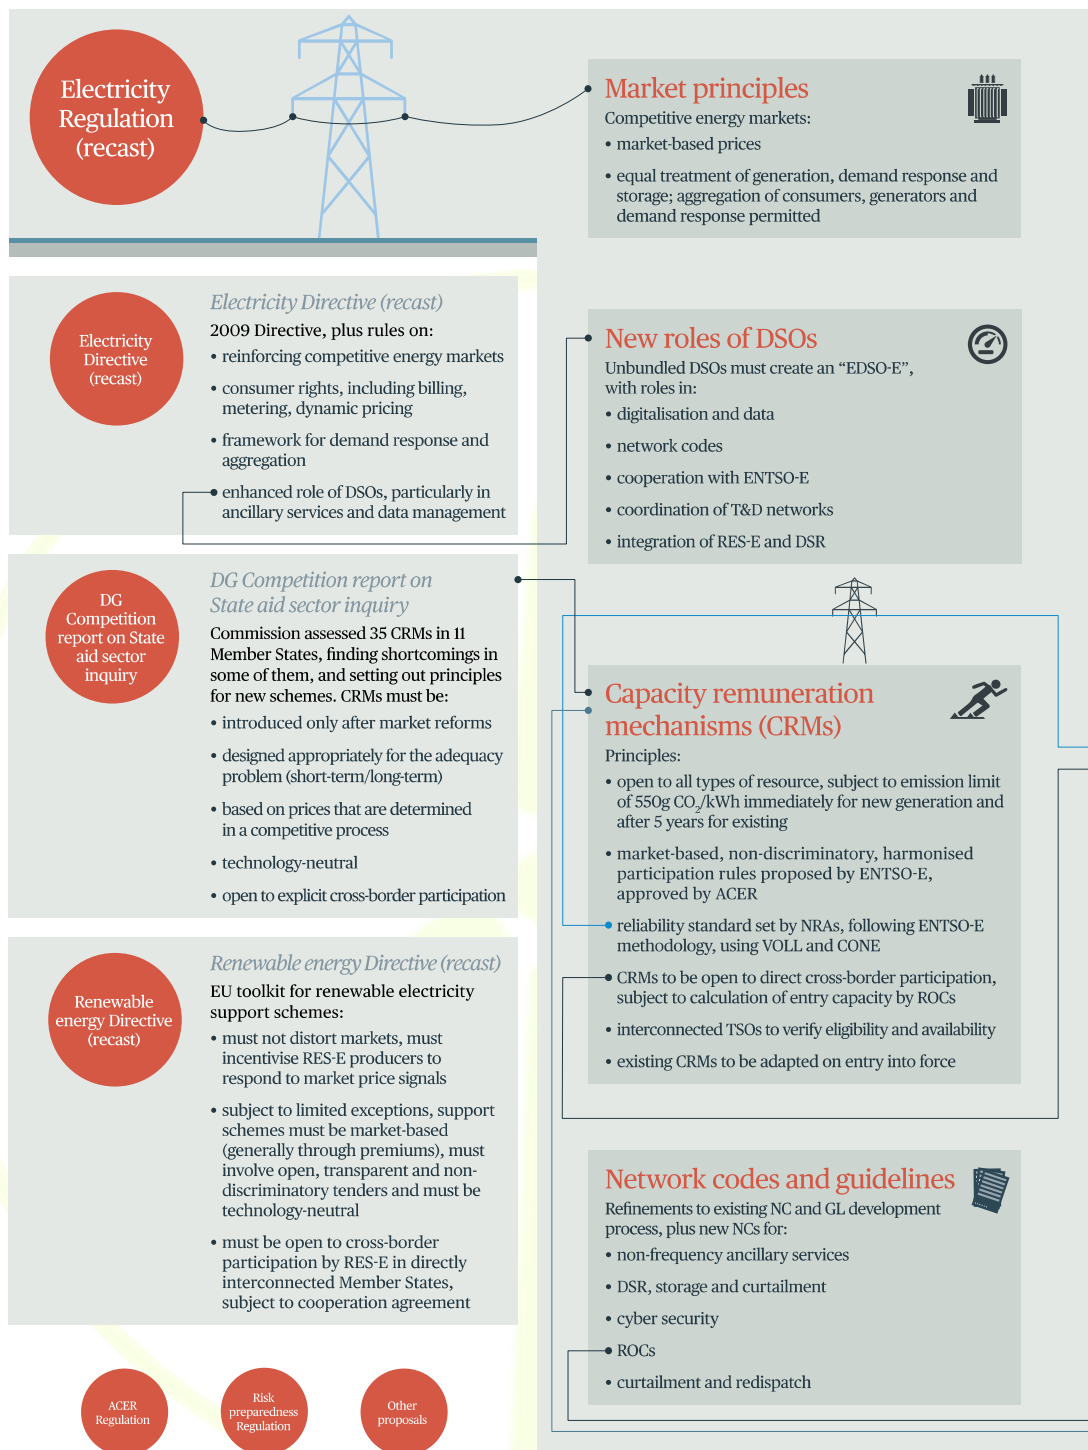 Electricity
Regulation
(recast)
Market principles
Competitive energy markets:
• market-based prices
• equal treatment of generation, demand response and
storage; aggregation of consumers, generators and
demand response permitted
Electricity
Directive
(recast)
Electricity Directive (recast)
2009 Directive, plus rules on:
• reinforcing competitive energy markets
• consumer rights, including billing,
metering, dynamic pricing
• framework for demand response and
aggregation
enhanced role of DSOs, particularly in
ancillary services and data management
New roles of DSOs
Unbundled DSOs must create an “EDSO-E”,
with roles in:
• digitalisation and data
• network codes
• cooperation with ENTSO-E
• coordination of T&D networks
• integration of RES-E and DSR
DG
Competition
report on State
aid sector
inquiry
DG Competition report on
State aid sector inquiry
Commission assessed 35 CRMs in 11
Member States, finding shortcomings in
some of them, and setting out principles
for new schemes. CRMs must be:
• introduced only after market reforms
• designed appropriately for the adequacy
problem (short-term/long-term)
• based on prices that are determined
in a competitive process
• technology-neutral
• open to explicit cross-border participation
Capacity remuneration
mechanisms (CRMs)
Principles:
• open to all types of resource, subject to emission limit
of 550g CO₂/kWh immediately for new generation and
after 5 years for existing
• market-based, non-discriminatory, harmonised
participation rules proposed by ENTSO-E,
approved by ACER
reliability standard set by NRAs, following ENTSO-E
methodology, using VOLL and CONE
CRMs to be open to direct cross-border participation,
subject to calculation of entry capacity by ROCs
• interconnected TSOs to verify eligibility and availability
• existing CRMs to be adapted on entry into force
Renewable
energy Directive
(recast)
Renewable energy Directive (recast)
EU toolkit for renewable electricity
support schemes:
• must not distort markets, must
incentivise RES-E producers to
respond to market price signals
• subject to limited exceptions, support
schemes must be market-based
(generally through premiums), must
involve open, transparent and non-
discriminatory tenders and must be
technology-neutral
• must be open to cross-border
participation by RES-E in directly
interconnected Member States,
subject to cooperation agreement
Network codes and guidelines
Refinements to existing NC and GL development
process, plus new NCs for:
• non-frequency ancillary services
• DSR, storage and curtailment
• cyber security
ROCs
• curtailment and redispatch
ACER
Regulation
Risk
preparedness
Regulation
Other
proposals